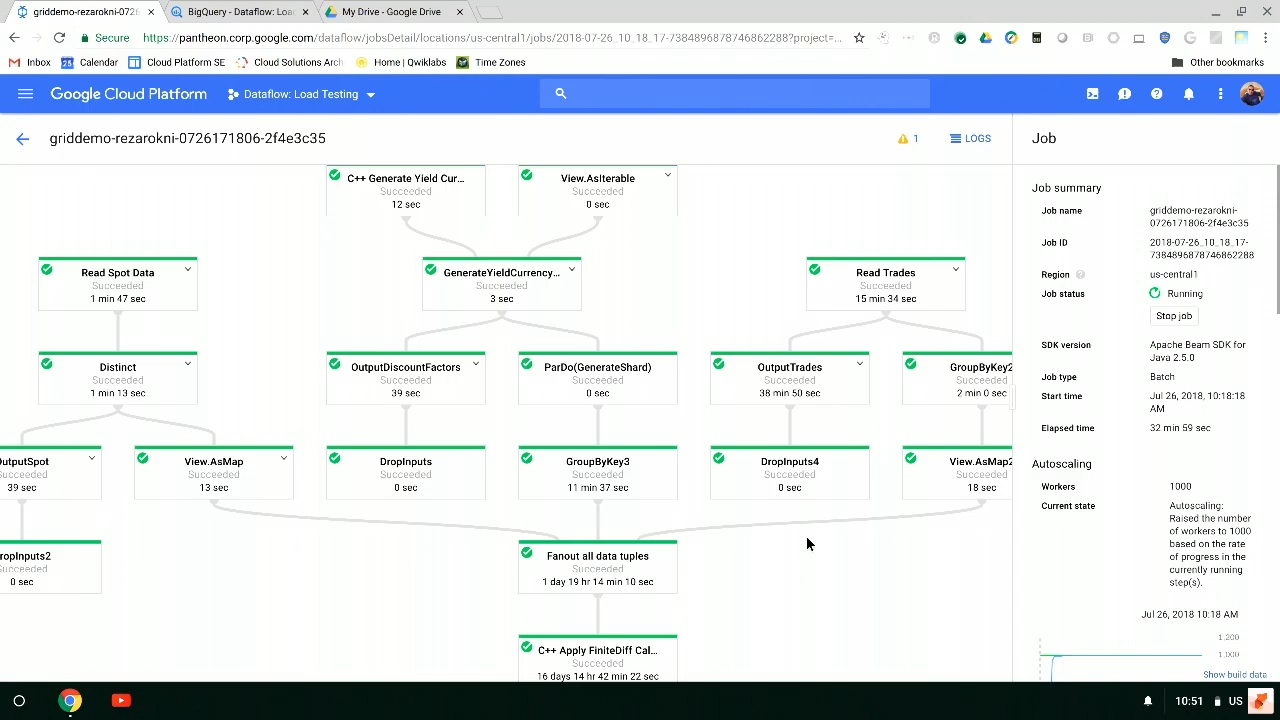 griddemo-rezarokni-0726
BigQuery - Dataflow: Loa
My Drive - Google Drive
Secure
https://pantheon.corp.google.com/dataflow/jobsDetail/locations/us-central1/jobs/2018-07-26_10_18_17-7384896878746862288?project=...
Inbox
Calendar
Cloud Platform SE
Cloud Solutions Arch
Home | Qwiklabs
Time Zones
Other bookmarks
Google Cloud Platform
Dataflow: Load Testing
griddemo-rezarokni-0726171806-2f4e3c35
1
LOGS
Job
C++ Generate Yield Cur...
Succeeded
12 sec
View.AsIterable
Succeeded
0 sec
Read Spot Data
Succeeded
1 min 47 sec
GenerateYieldCurrency...
Succeeded
3 sec
Read Trades
Succeeded
15 min 34 sec
Distinct
Succeeded
1 min 13 sec
OutputDiscountFactors
Succeeded
39 sec
ParDo(GenerateShard)
Succeeded
0 sec
OutputTrades
Succeeded
38 min 50 sec
GroupByKey2
Succeeded
2 min 0 sec
OutputSpot
Succeeded
39 sec
View.AsMap
Succeeded
13 sec
DropInputs
Succeeded
0 sec
GroupByKey3
Succeeded
11 min 37 sec
DropInputs4
Succeeded
0 sec
View.AsMap2
Succeeded
18 sec
ropInputs2
Succeeded
0 sec
Fanout all data tuples
Succeeded
1 day 19 hr 14 min 10 sec
C++ Apply FiniteDiff Cal...
Succeeded
16 days 14 hr 42 min 22 sec
Job summary
Job name
griddemo-rezarokni-
0726171806-2f4e3c35
Job ID
2018-07-26_10_18_17-
7384896878746862288
Region
us-central1
Job status
Running
Stop job
SDK version
Apache Beam SDK for
Java 2.5.0
Job type
Batch
Start time
Jul 26, 2018, 10:18:18
AM
Elapsed time
32 min 59 sec
Autoscaling
Workers
1000
Current state
Autoscaling:
Raised the number
of workers to 1000
based on the rate
of progress in the
currently running
step(s).
Jul 26, 2018 10:18 AM
1,200
1,000
Show build data
10:51
US